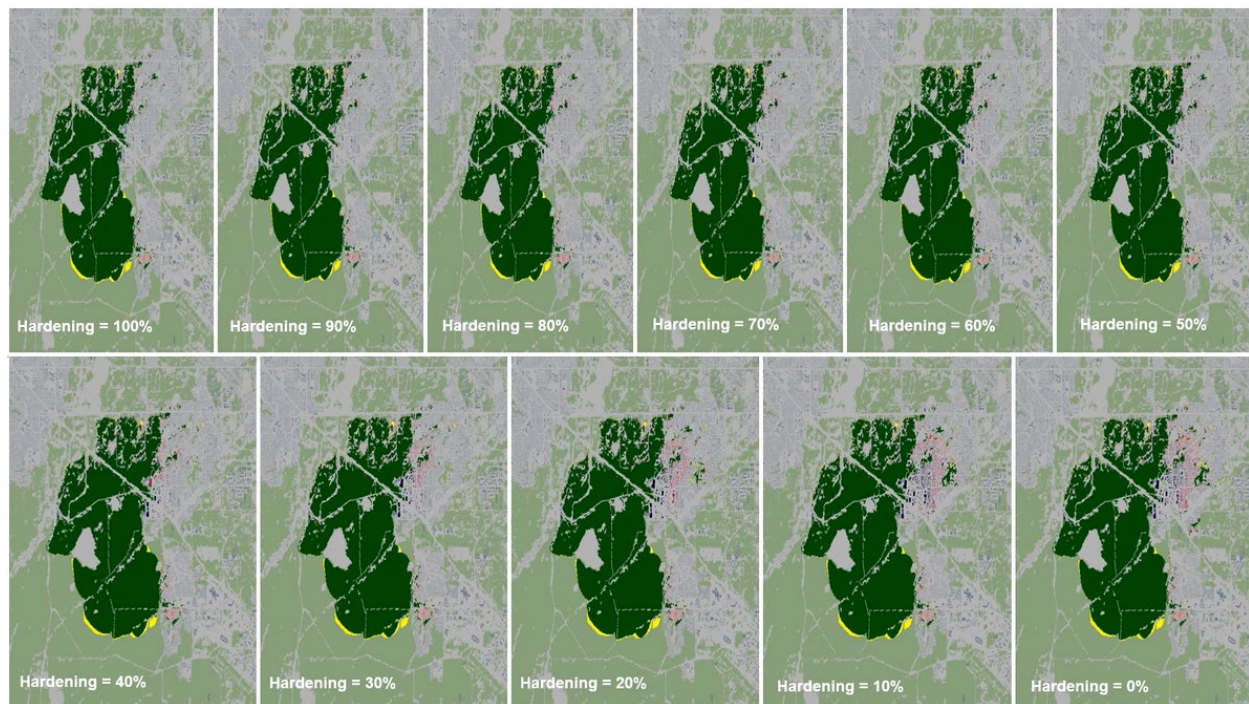 Hardening = 100%
Hardening = 90%
Hardening = 80%
Hardening = 70%
Hardening = 60%
Hardening = 50%
Hardening = 40%
Hardening = 30%
Hardening = 20%
Hardening = 10%
Hardening = 0%